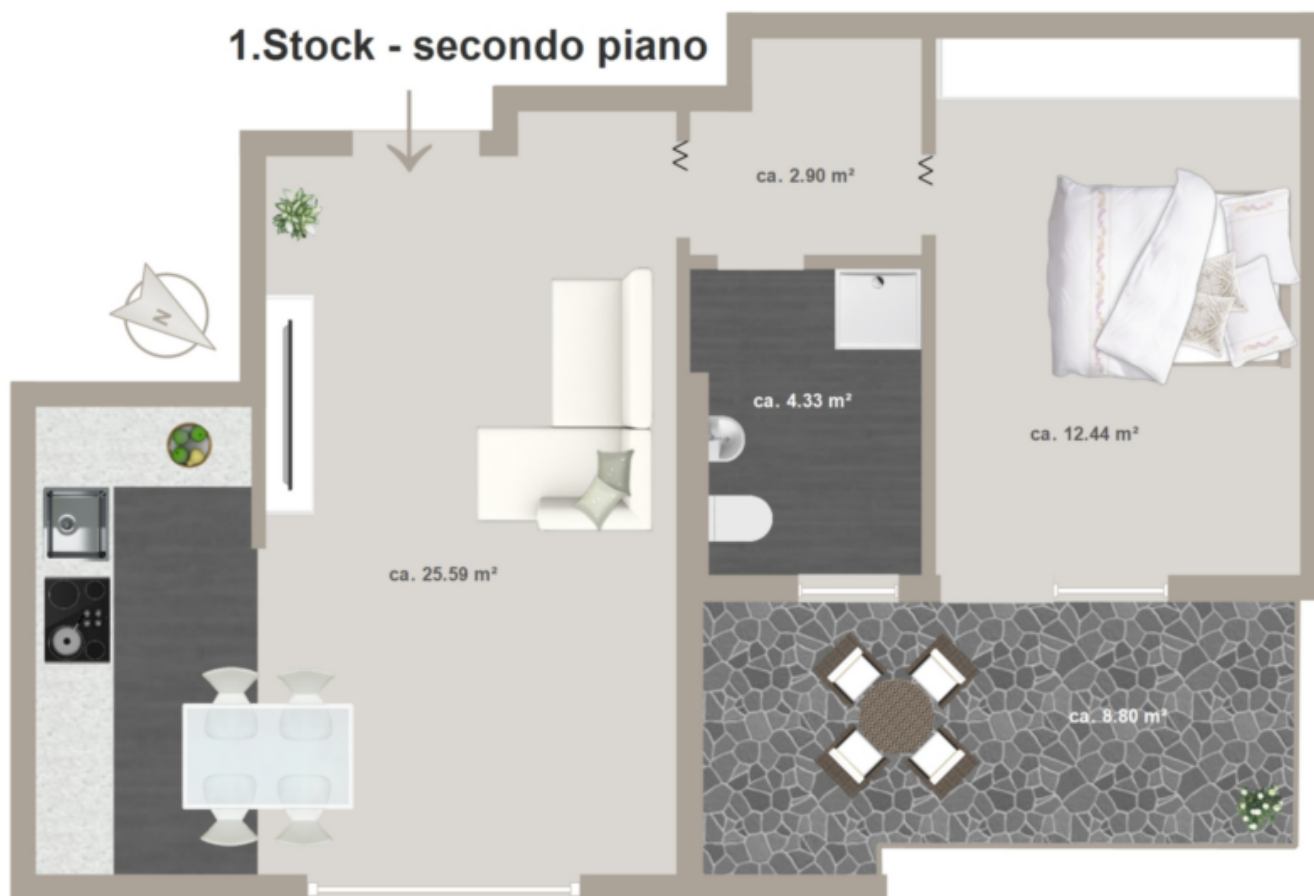 1.Stock - secondo piano
ca. 2.90 m²
N
ca. 4.33 m²
ca. 12.44 m²
ca. 25.59 m²
ca. 8.80 m²